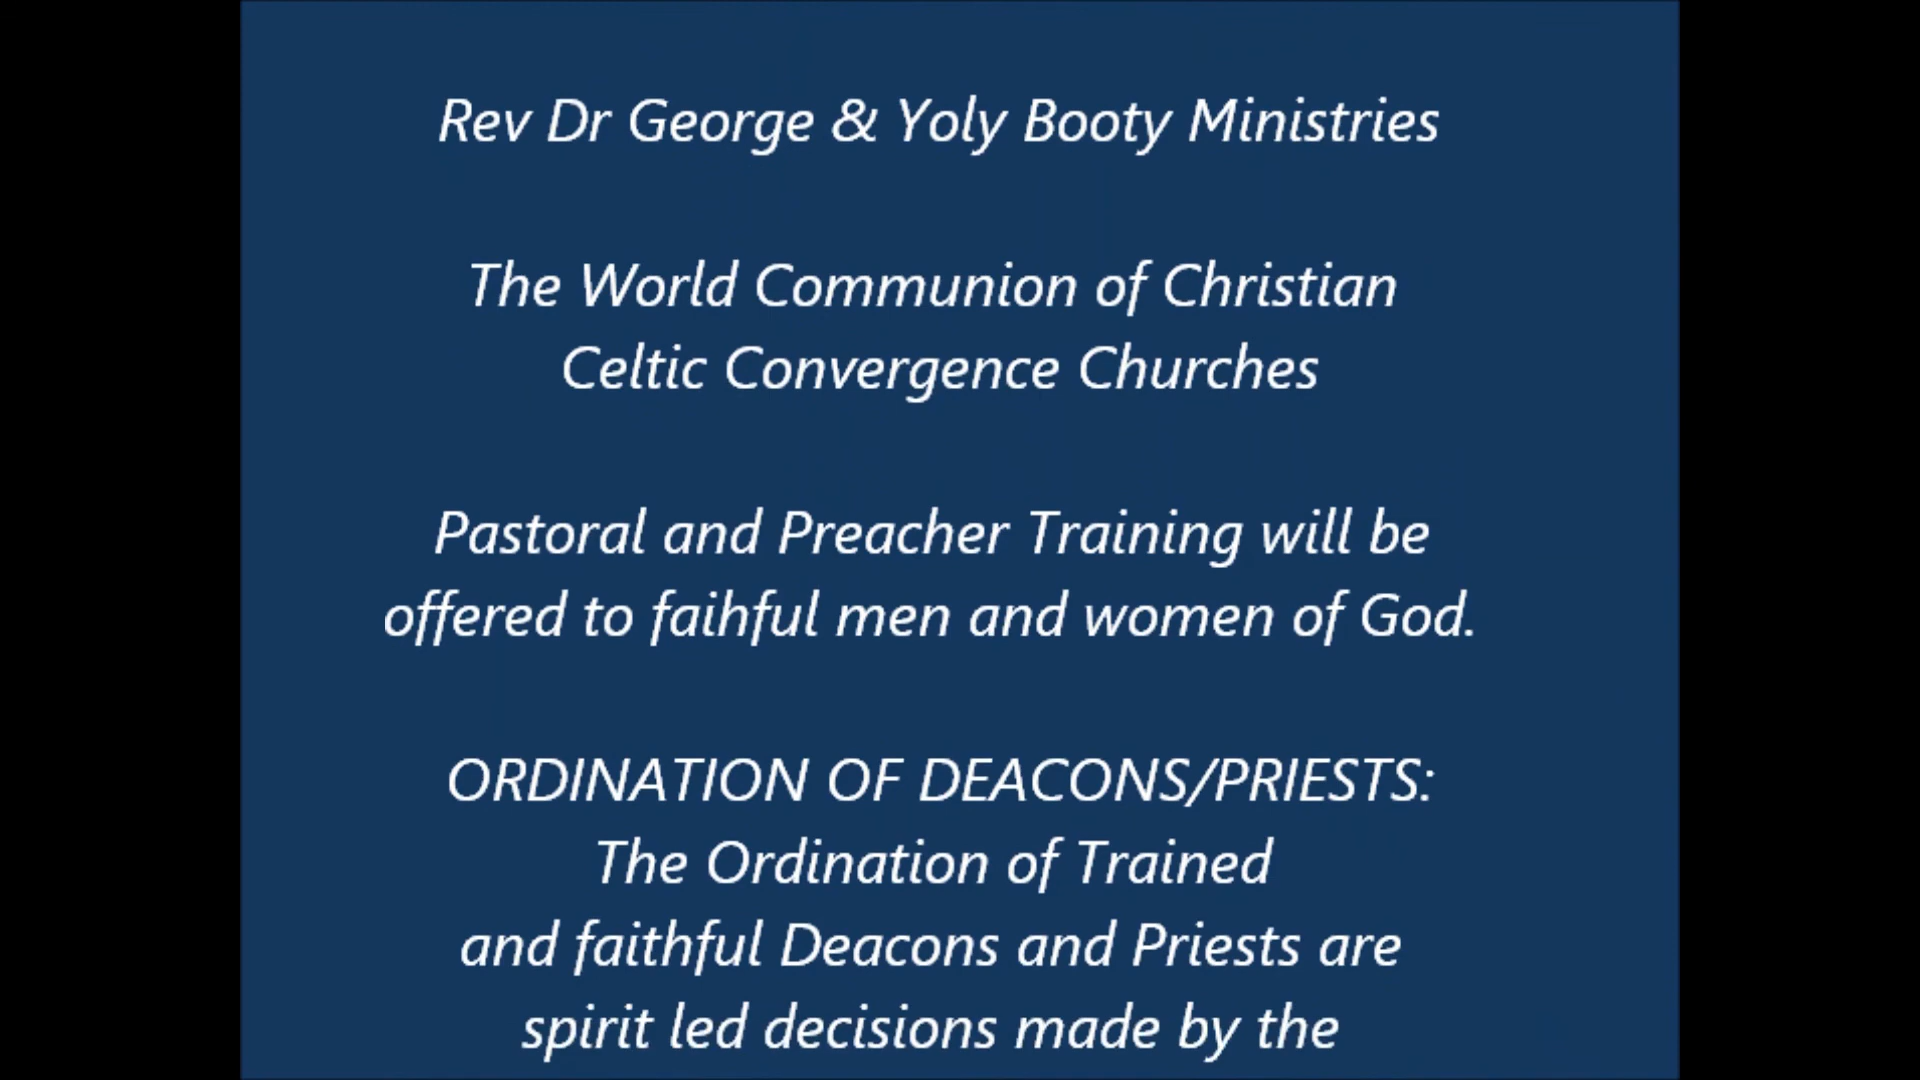 Rev Dr George & Yoly Booty Ministries
The World Communion of Christian
Celtic Convergence Churches
Pastoral and Preacher Training will be
offered to faihful men and women of God.
ORDINATION OF DEACONS/PRIESTS:
The Ordination of Trained
and faithful Deacons and Priests are
spirit led decisions made by the